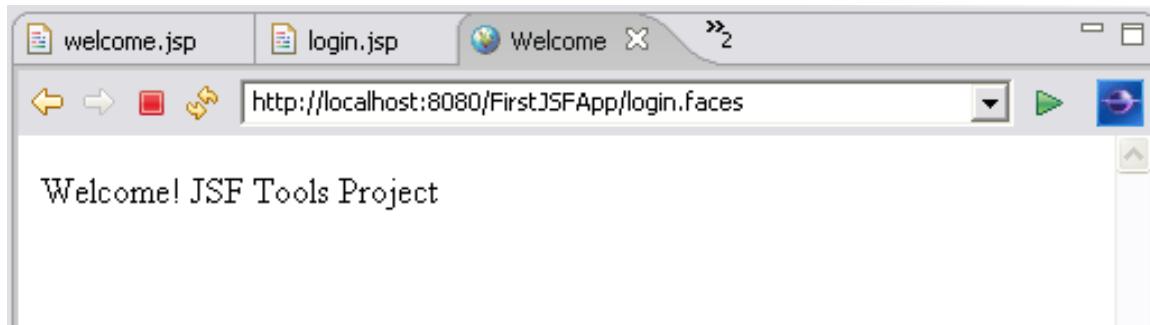 welcome.jsp login.jsp Welcome »2
http://localhost:8080/FirstJSFApp/login.faces
Welcome! JSF Tools Project